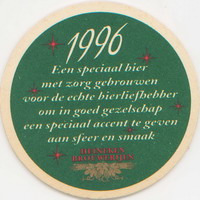 1996
Een speciaal bier
met zorg gebrouwen
voor de echte bierliefhebber
om in goed gezelschap
een speciaal accent te geven
aan sfeer en smaak
HEINEKEN
BROUWERIJEN